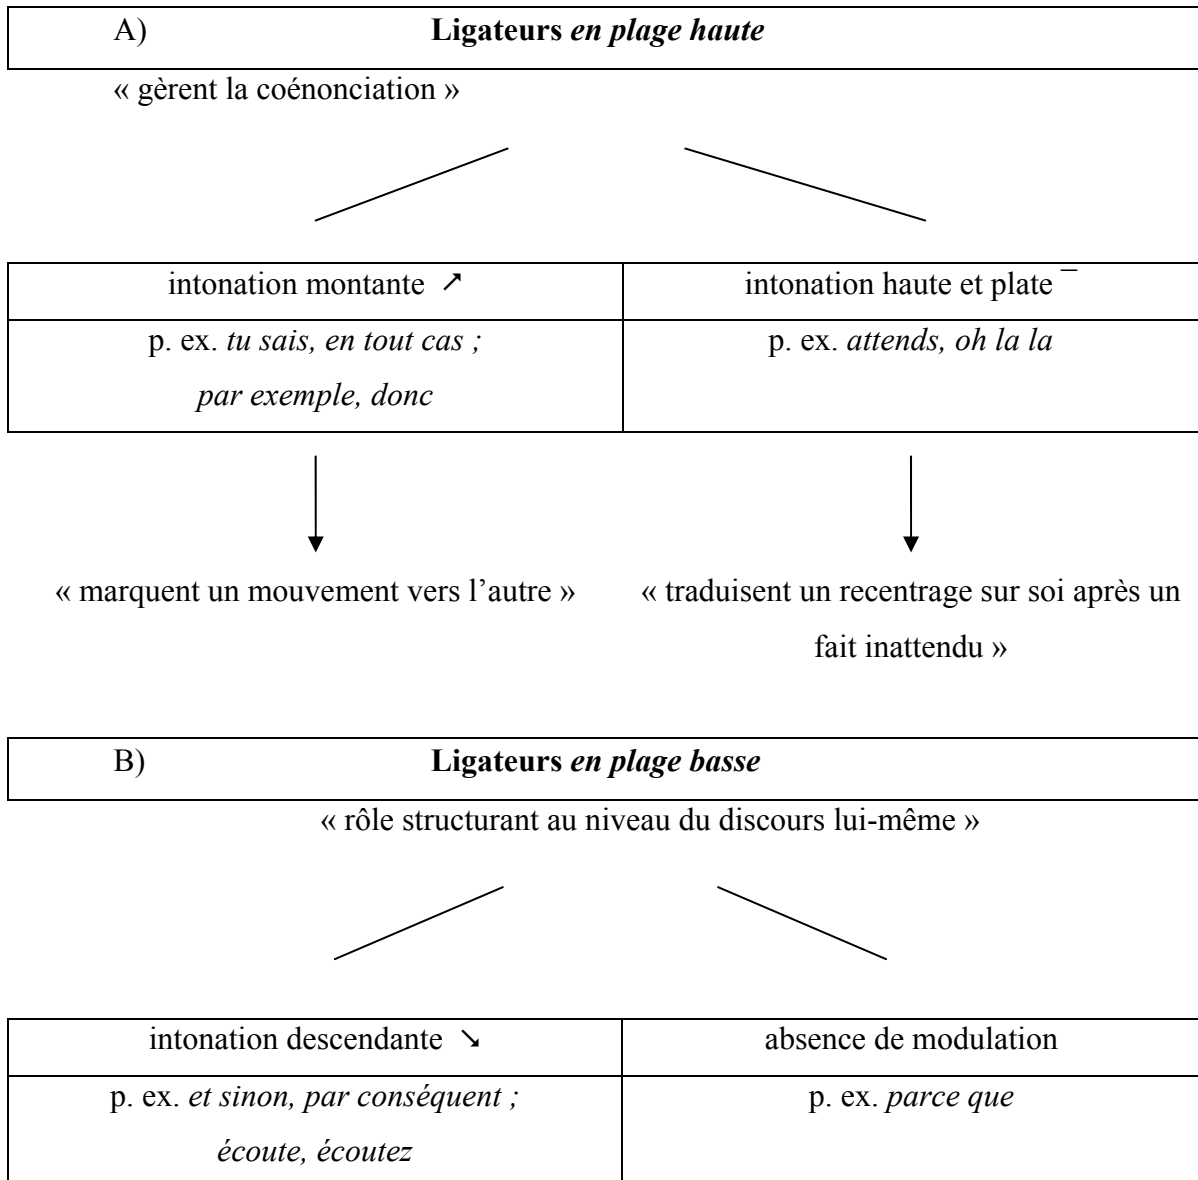 A) Ligateurs en plage haute
« gèrent la coénonciation »
intonation montante ➚
intonation haute et plate ¯
p. ex. tu sais, en tout cas ;
par exemple, donc
p. ex. attends, oh la la
« marquent un mouvement vers l’autre »
« traduisent un recentrage sur soi après un
fait inattendu »
B) Ligateurs en plage basse
« rôle structurant au niveau du discours lui-même »
intonation descendante ➘
absence de modulation
p. ex. et sinon, par conséquent ;
écoute, écoutez
p. ex. parce que